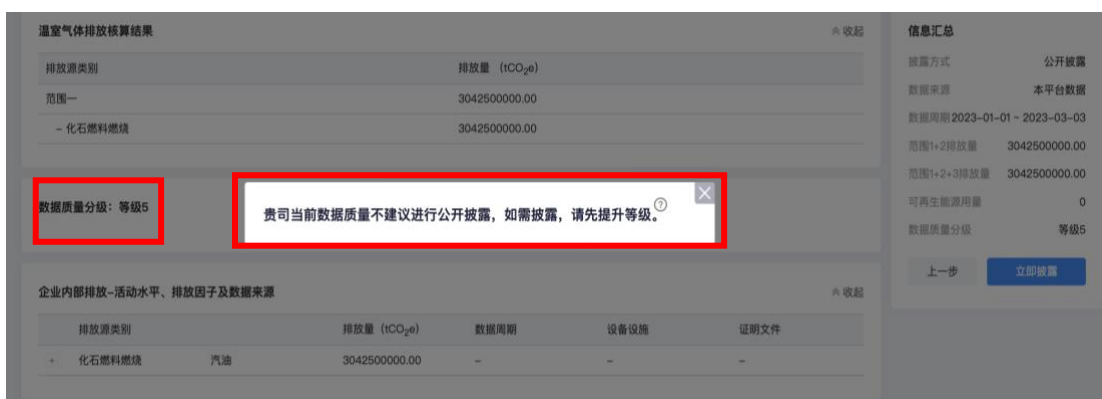 温室气体排放核算结果 收起
排放源类别 排放量 (tCO₂e)
范围一 3042500000.00
- 化石燃料燃烧 3042500000.00
数据质量分级：等级5
贵司当前数据质量不建议进行公开披露，如需披露，请先提升等级。
企业内部排放-活动水平、排放因子及数据来源 收起
排放源类别 排放量 (tCO₂e) 数据周期 设备设施 证明文件
+ 化石燃料燃烧 汽油 3042500000.00 - - -
信息汇总
披露方式 公开披露
数据来源 本平台数据
数据周期 2023-01-01 ~ 2023-03-03
范围1+2排放量 3042500000.00
范围1+2+3排放量 3042500000.00
可再生能源用量 0
数据质量分级 等级5
上一步 立即披露